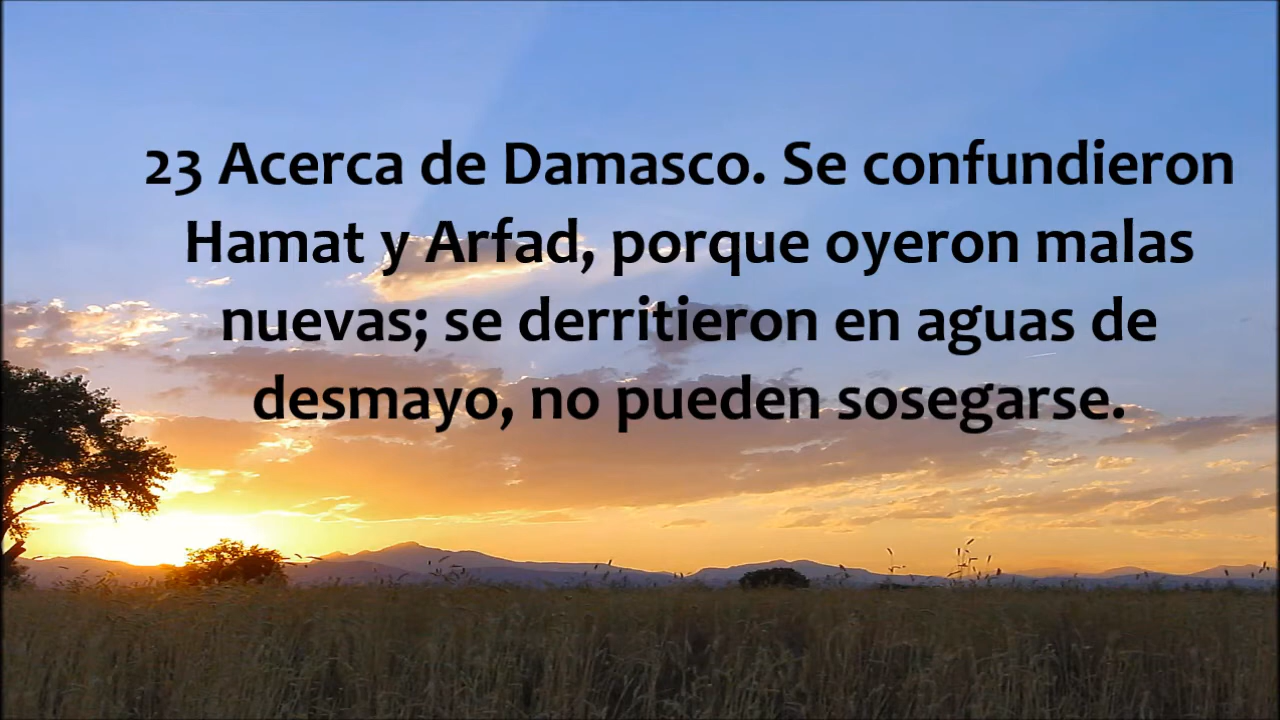 23 Acerca de Damasco. Se confundieron
Hamat y Arfad, porque oyeron malas
nuevas; se derritieron en aguas de
desmayo, no pueden sosegarse.